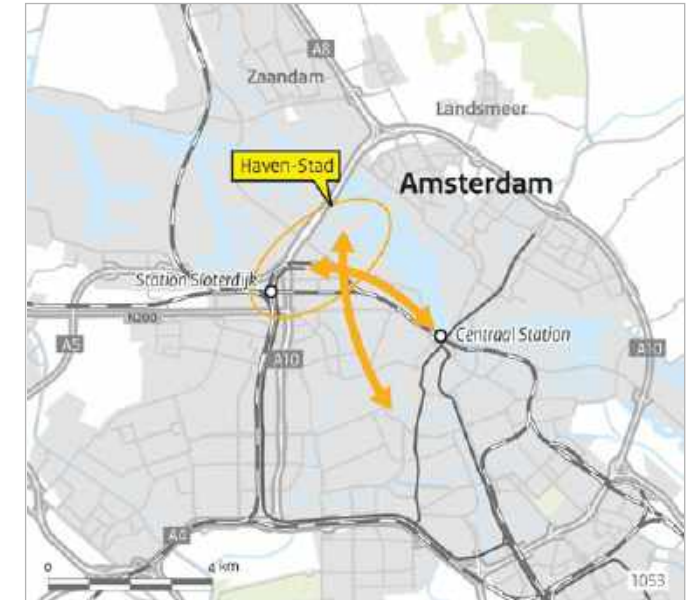 A8
Zaandam
Landsmeer
Haven-Stad
Amsterdam
Station Sloterdijk
N200
Centraal Station
A5
A10
A10
A4
0 4 km
1053